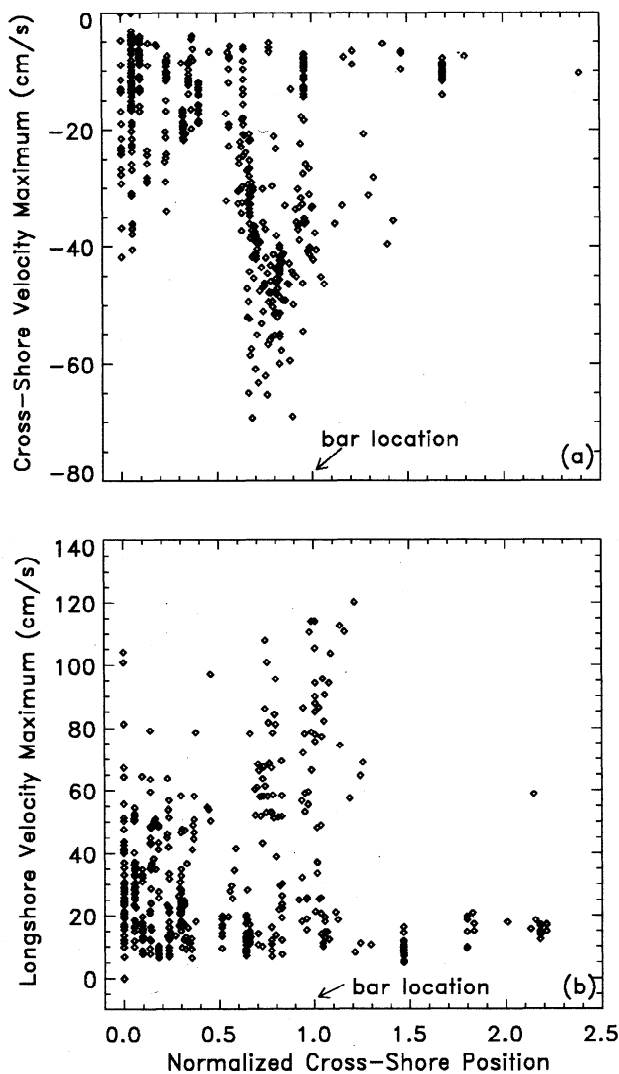 0
−20
−40
−60
−80
Cross−Shore Velocity Maximum (cm/s)
bar location
(a)
140
120
100
80
60
40
20
0
Longshore Velocity Maximum (cm/s)
bar location
(b)
0.0 0.5 1.0 1.5 2.0 2.5
Normalized Cross−Shore Position